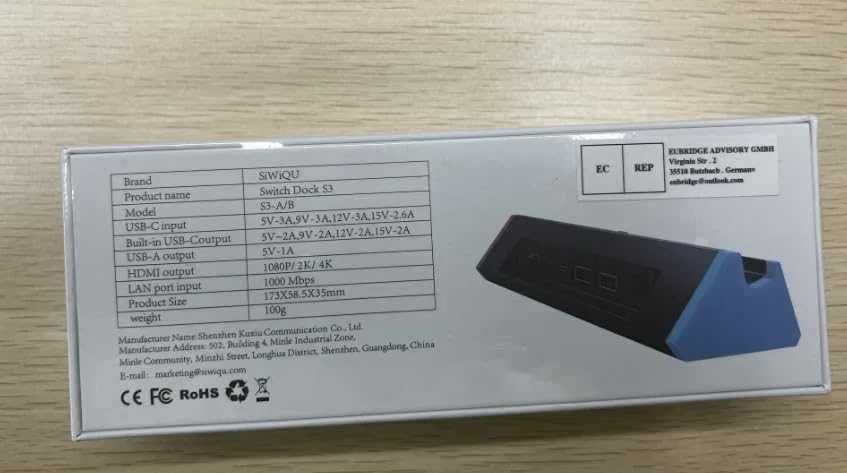 Brand SiWiQU
Product name Switch Dock S3
Model S3-A/B
USB-C input 5V-3A,9V-3A,12V-3A,15V-2.6A
Built-in USB-Coutput 5V-2A,9V-2A,12V-2A,15V-2A
USB-A output 5V-1A
HDMI output 1080P/ 2K/ 4K
LAN port input 1000 Mbps
Product Size 173X58.5X35mm
weight 100g
Manufacturer Name:Shenzhen Kuxiu Communication Co., Ltd.
Manufacturer Address: 502, Building 4, Minle Industrial Zone,
Minle Community, Minzhi Street, Longhua District, Shenzhen, Guangdong, China
E-mail: marketing@siwiqu.com
CE FC RoHS
EC REP
EUBRIDGE ADVISORY GMBH
Virginia Str . 2
35510 Butzbach . Germany
eubridge@outlook.com